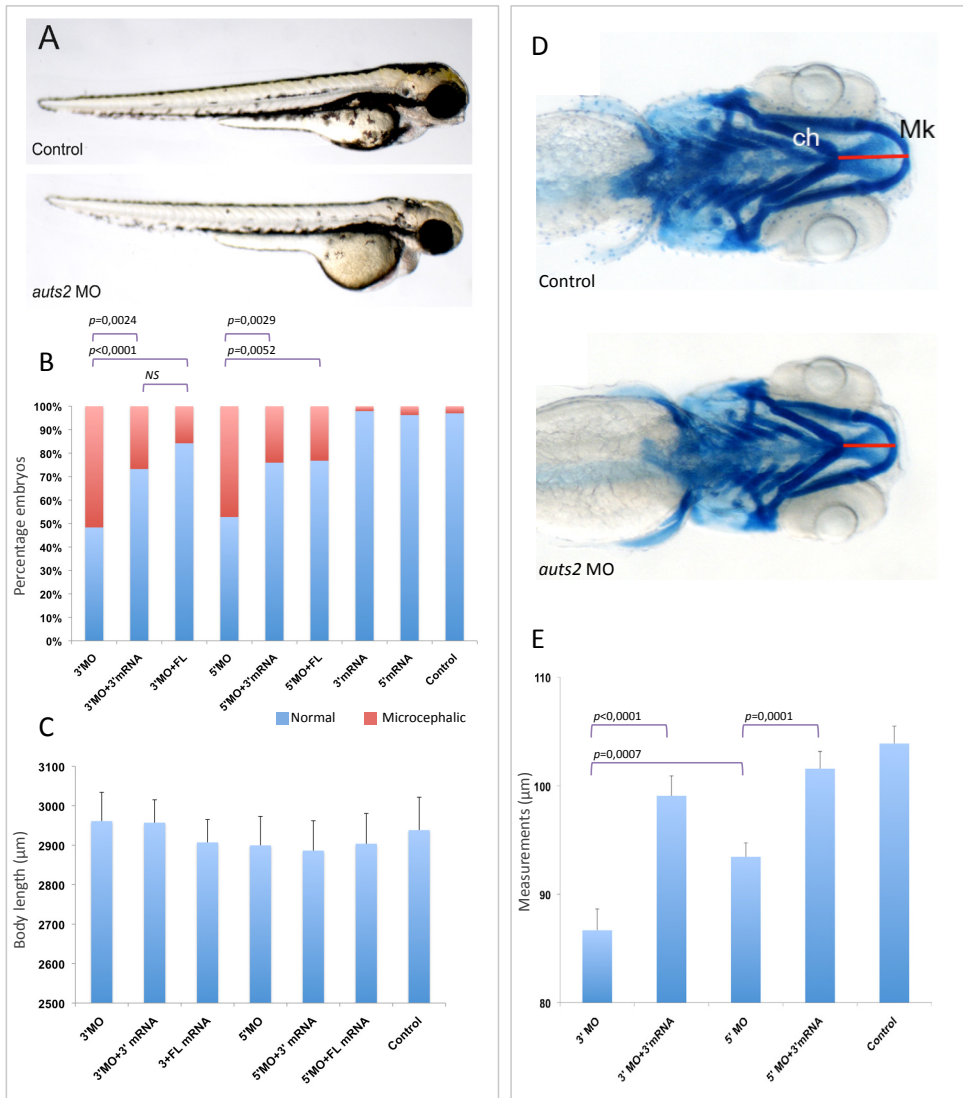 A
Control
auts2 MO
p=0,0024
p=0,0029
p<0,0001
p=0,0052
B
NS
Percentage embryos
100%
90%
80%
70%
60%
50%
40%
30%
20%
10%
0%
3'MO
3'MO+3'mRNA
3'MO+FL
5'MO
5'MO+3'mRNA
5'MO+FL
3'mRNA
5'mRNA
Control
Normal
Microcephalic
C
Body length (µm)
3100
3000
2900
2800
2700
2600
2500
3'MO
3'MO+3' mRNA
3+FL mRNA
5'MO
5'MO+3' mRNA
5'MO+FL mRNA
Control
D
ch
Mk
Control
auts2 MO
E
Measurements (µm)
110
100
90
80
p<0,0001
p=0,0001
p=0,0007
3' MO
3' MO+3'mRNA
5' MO
5' MO+3'mRNA
Control